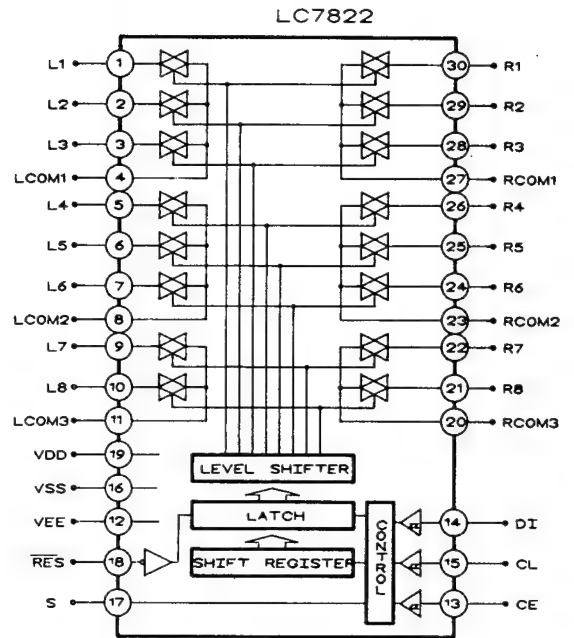 LC7822
L1 1 30 R1
L2 2 29 R2
L3 3 28 R3
LCOM1 4 27 RCOM1
L4 5 26 R4
L5 6 25 R5
L6 7 24 R6
LCOM2 8 23 RCOM2
L7 9 22 R7
L8 10 21 R8
LCOM3 11 20 RCOM3
VDD 19
LEVEL SHIFTER
VSS 16
VEE 12
LATCH
CONTROL
14 DI
RES 18
SHIFT REGISTER
15 CL
S 17
13 CE